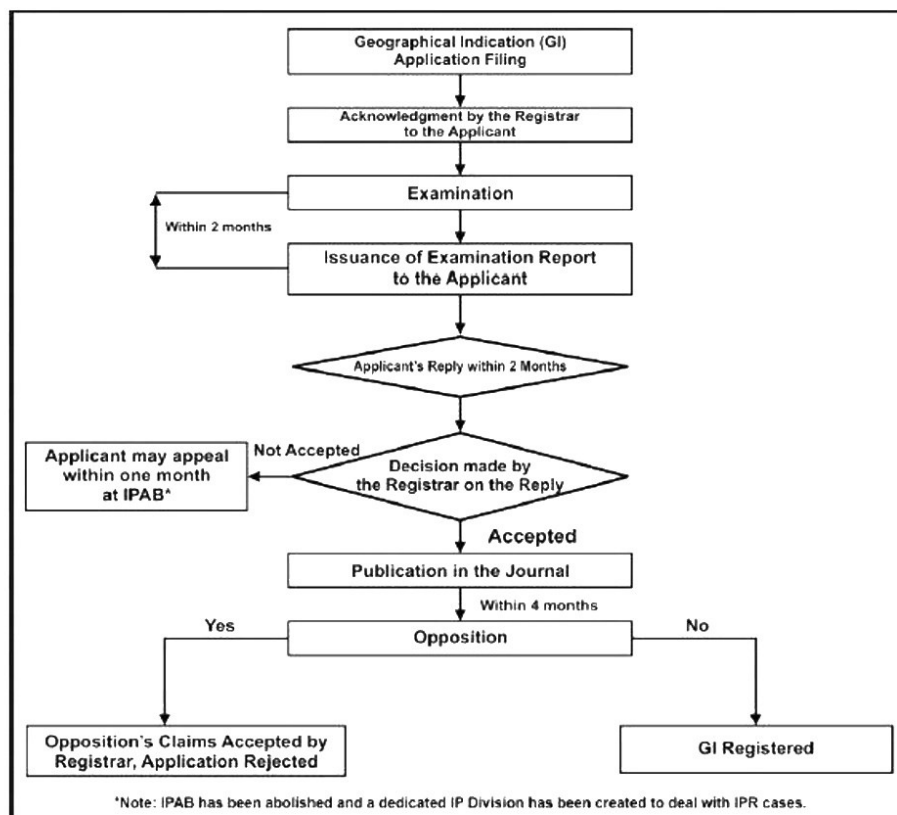 Geographical Indication (GI)
Application Filing
Acknowledgment by the Registrar
to the Applicant
Examination
Within 2 months
Issuance of Examination Report
to the Applicant
Applicant's Reply within 2 Months
Not Accepted
Applicant may appeal
within one month
at IPAB*
Decision made by
the Registrar on the Reply
Accepted
Publication in the Journal
Within 4 months
Yes
Opposition
No
Opposition's Claims Accepted by
Registrar, Application Rejected
GI Registered
*Note: IPAB has been abolished and a dedicated IP Division has been created to deal with IPR cases.